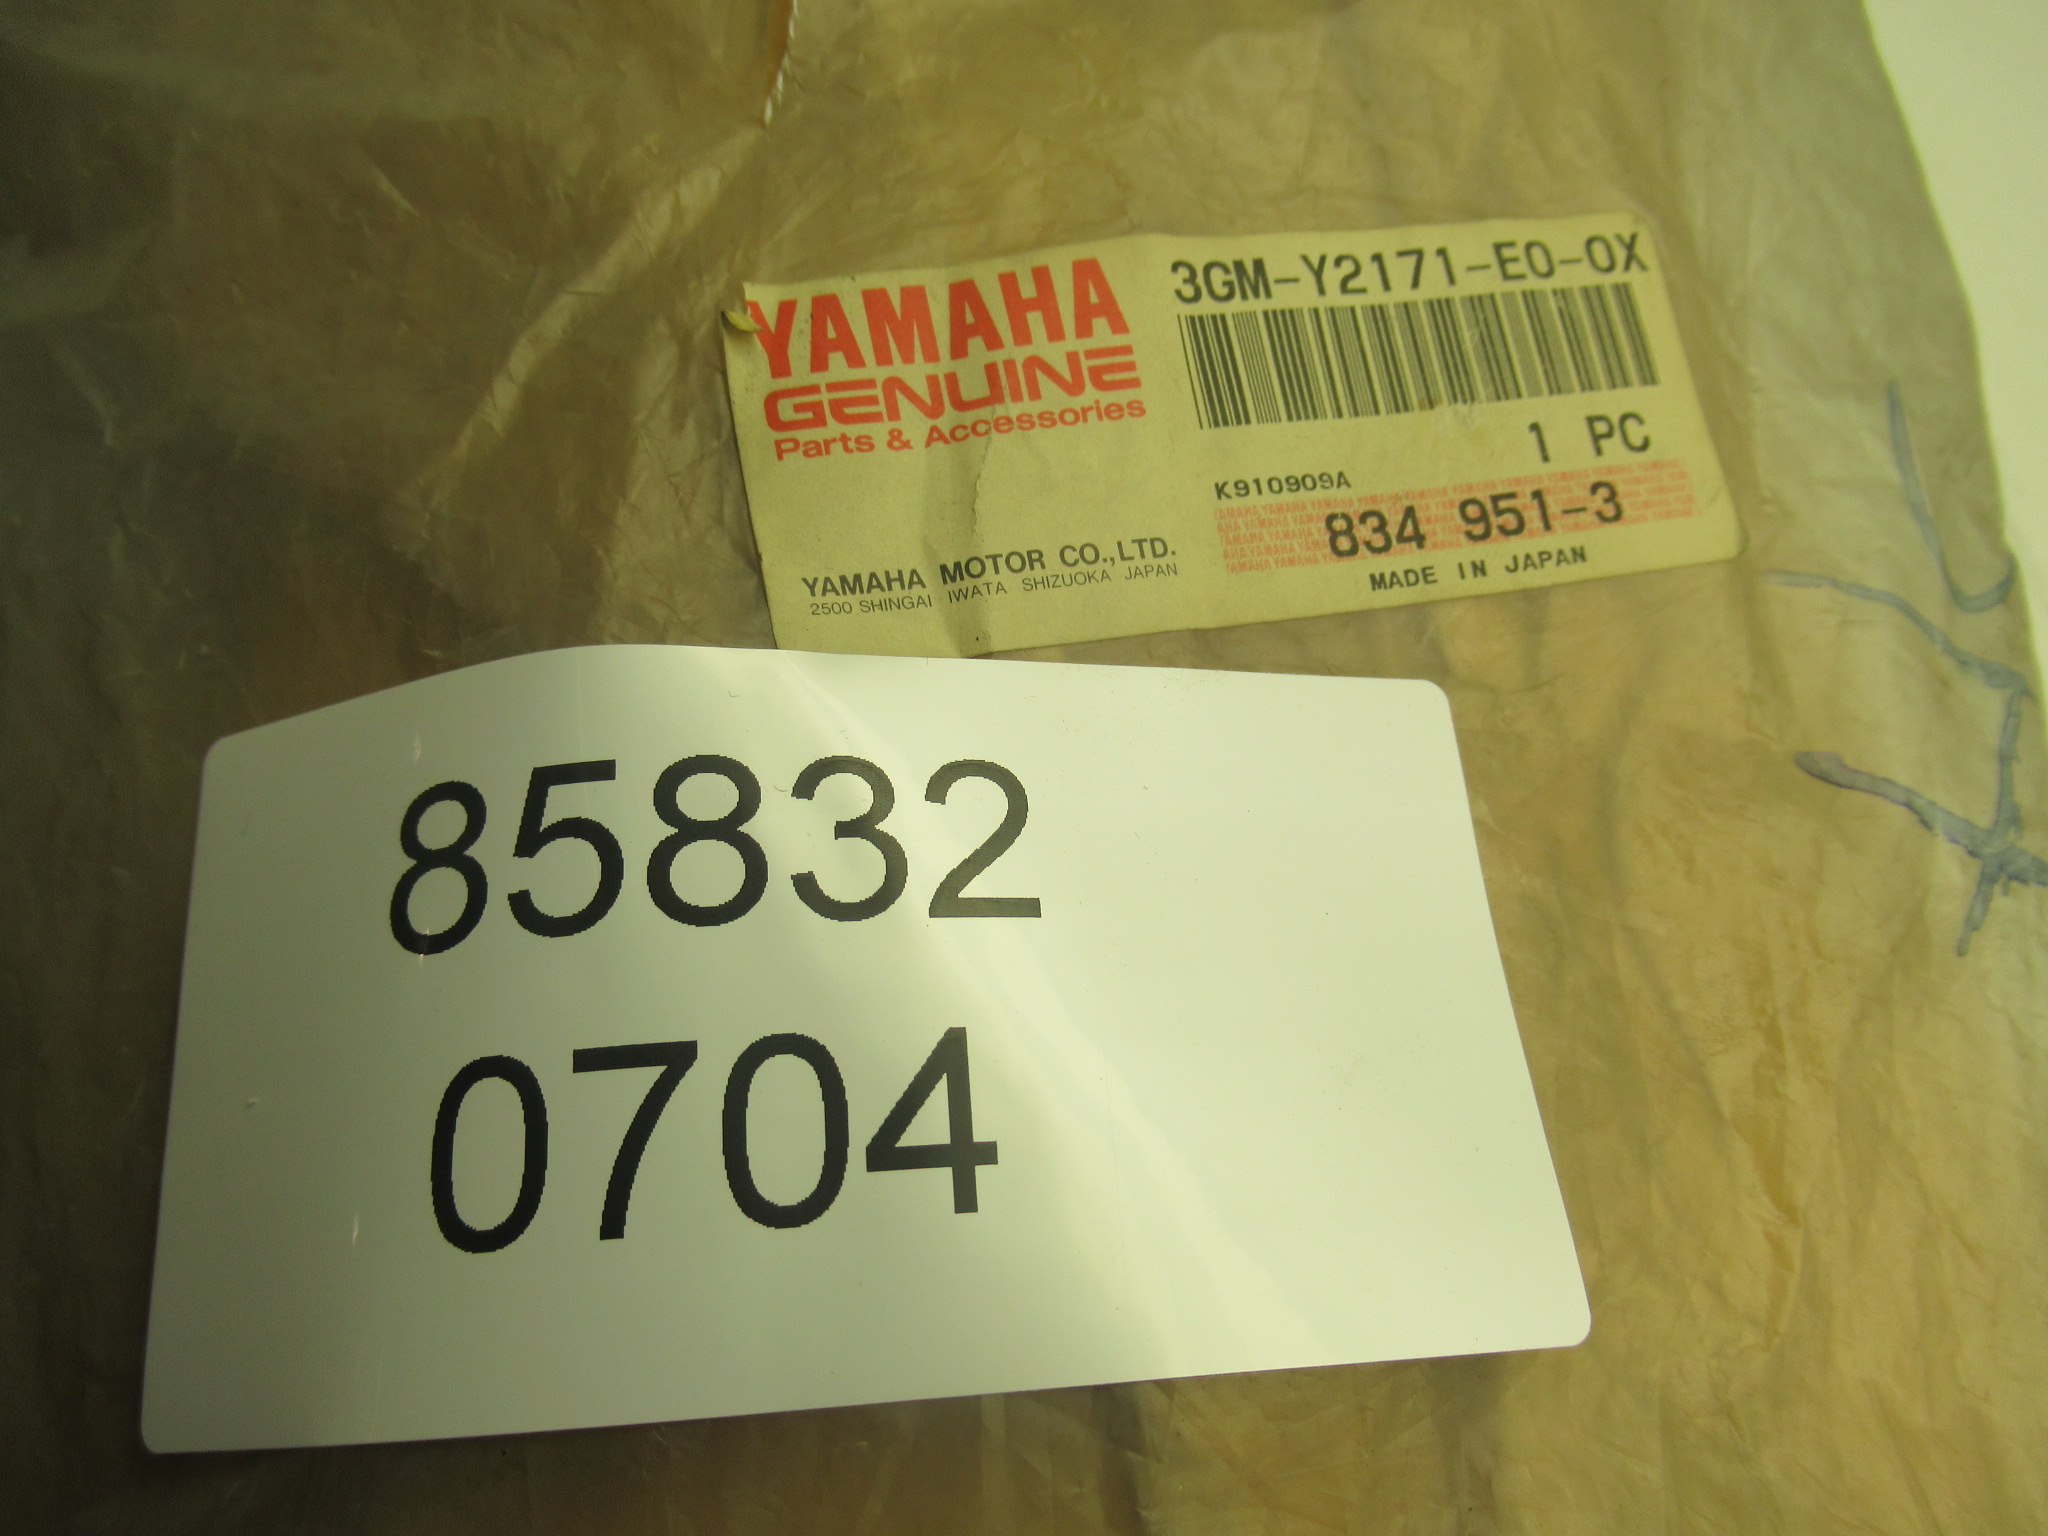 YAMAHA
GENUINE
Parts & Accessories
YAMAHA MOTOR CO.,LTD.
2500 SHINGAI IWATA SHIZUOKA JAPAN
3GM-Y2171-E0-0X
1 PC
K910909A
834 951-3
MADE IN JAPAN
85832
0704